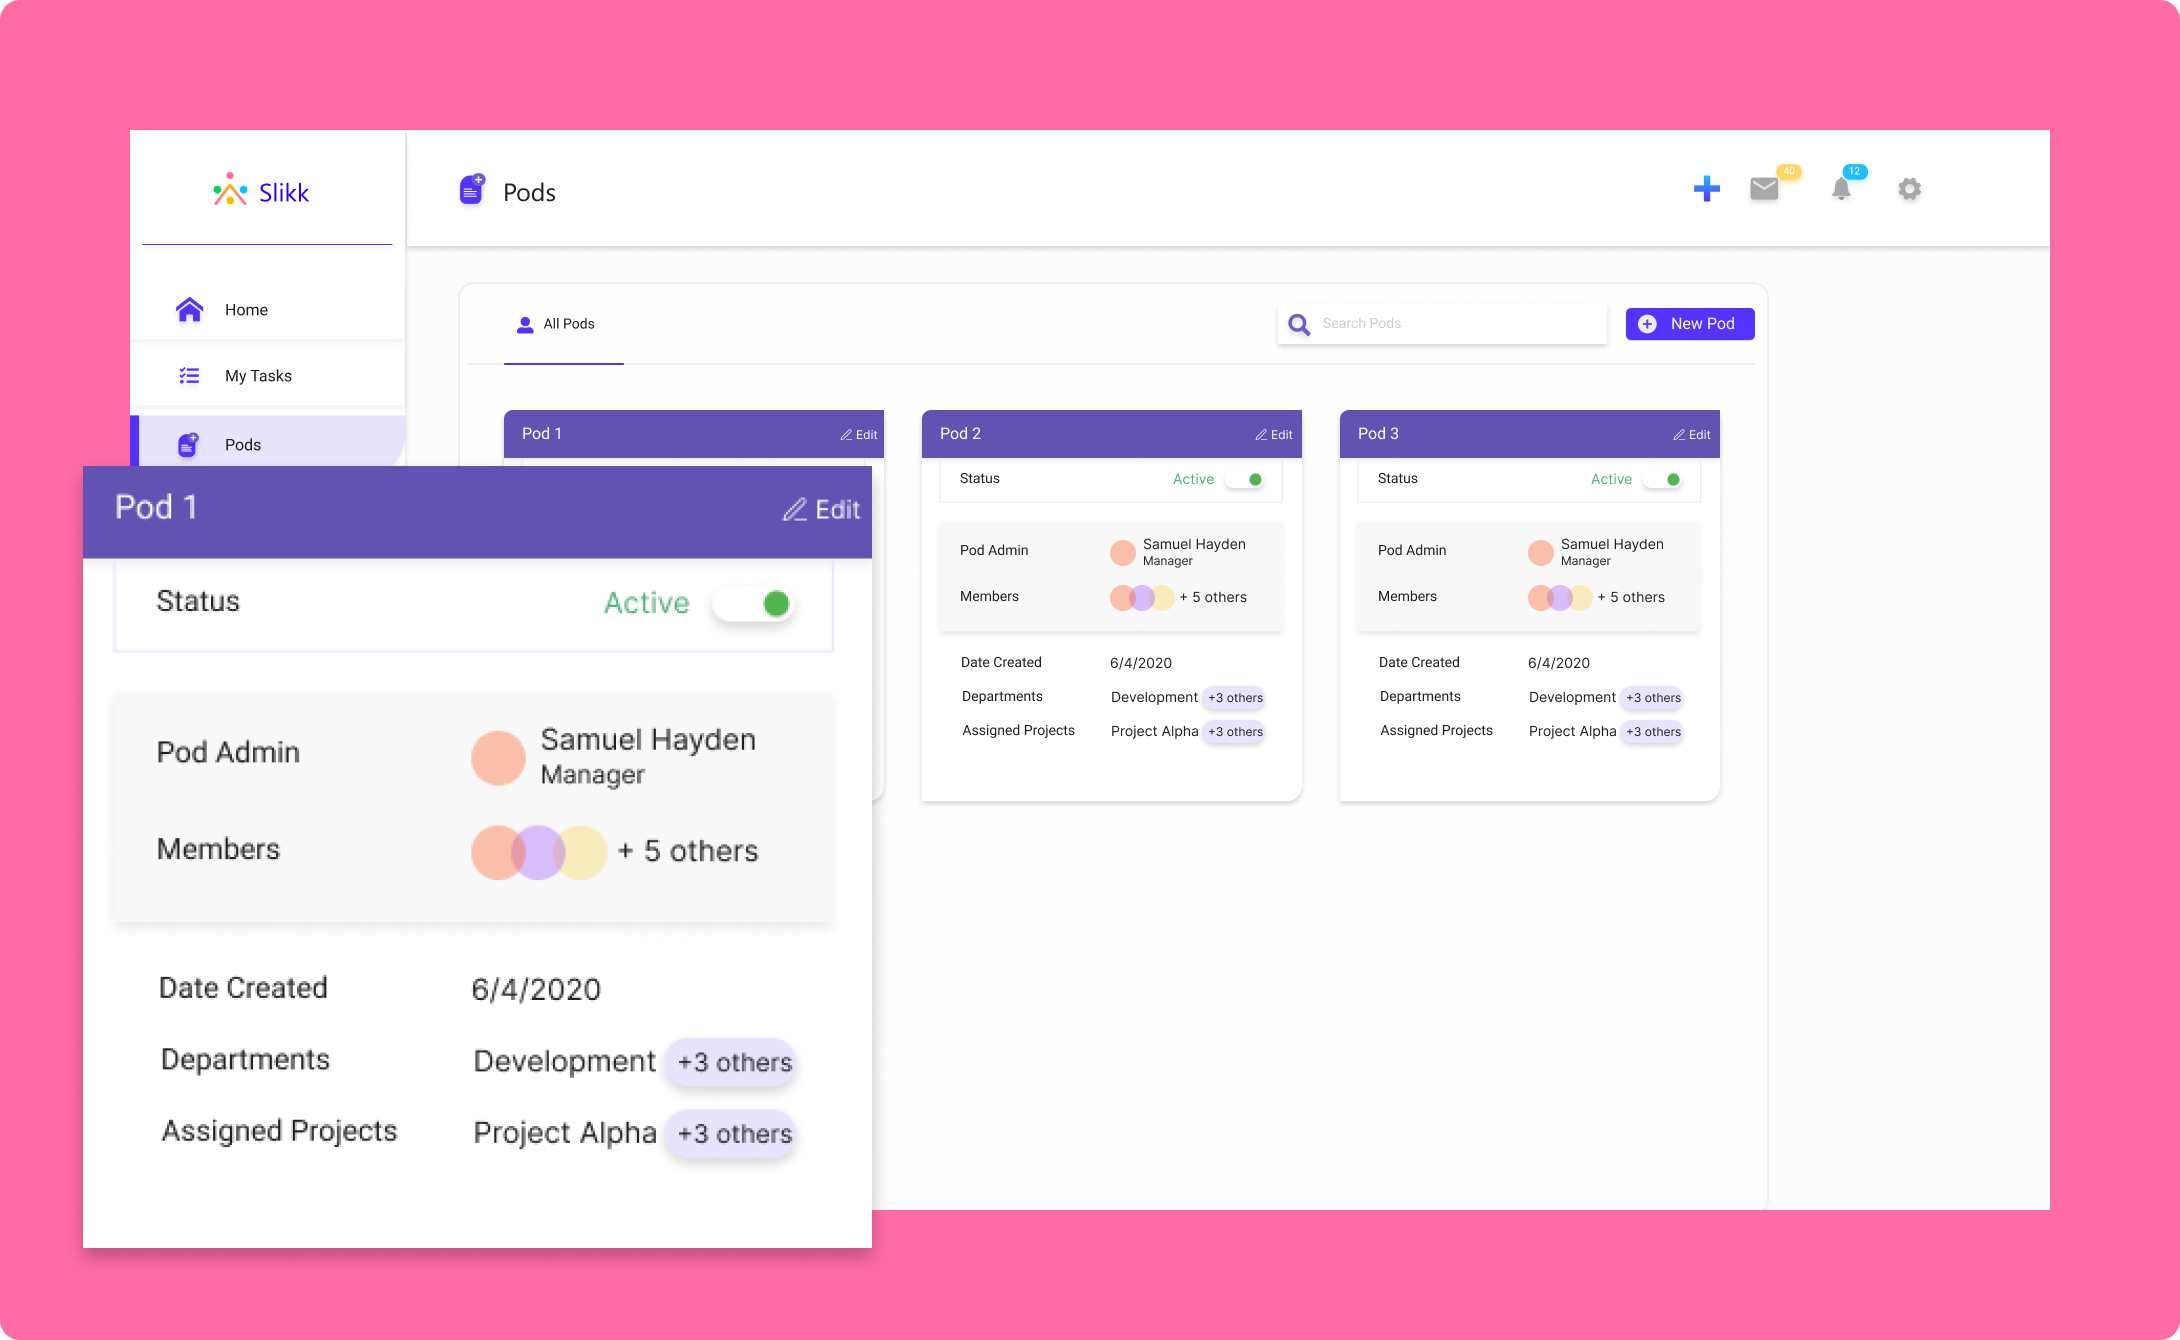 Slikk
Pods
40
12
Home
My Tasks
Pods
All Pods
Search Pods
New Pod
Pod 1
Edit
Pod 2
Edit
Status
Active
Pod Admin
Samuel Hayden
Manager
Members
+ 5 others
Date Created
6/4/2020
Departments
Development +3 others
Assigned Projects
Project Alpha +3 others
Pod 3
Edit
Status
Active
Pod Admin
Samuel Hayden
Manager
Members
+ 5 others
Date Created
6/4/2020
Departments
Development +3 others
Assigned Projects
Project Alpha +3 others
Pod 1
Edit
Status
Active
Pod Admin
Samuel Hayden
Manager
Members
+ 5 others
Date Created
6/4/2020
Departments
Development +3 others
Assigned Projects
Project Alpha +3 others